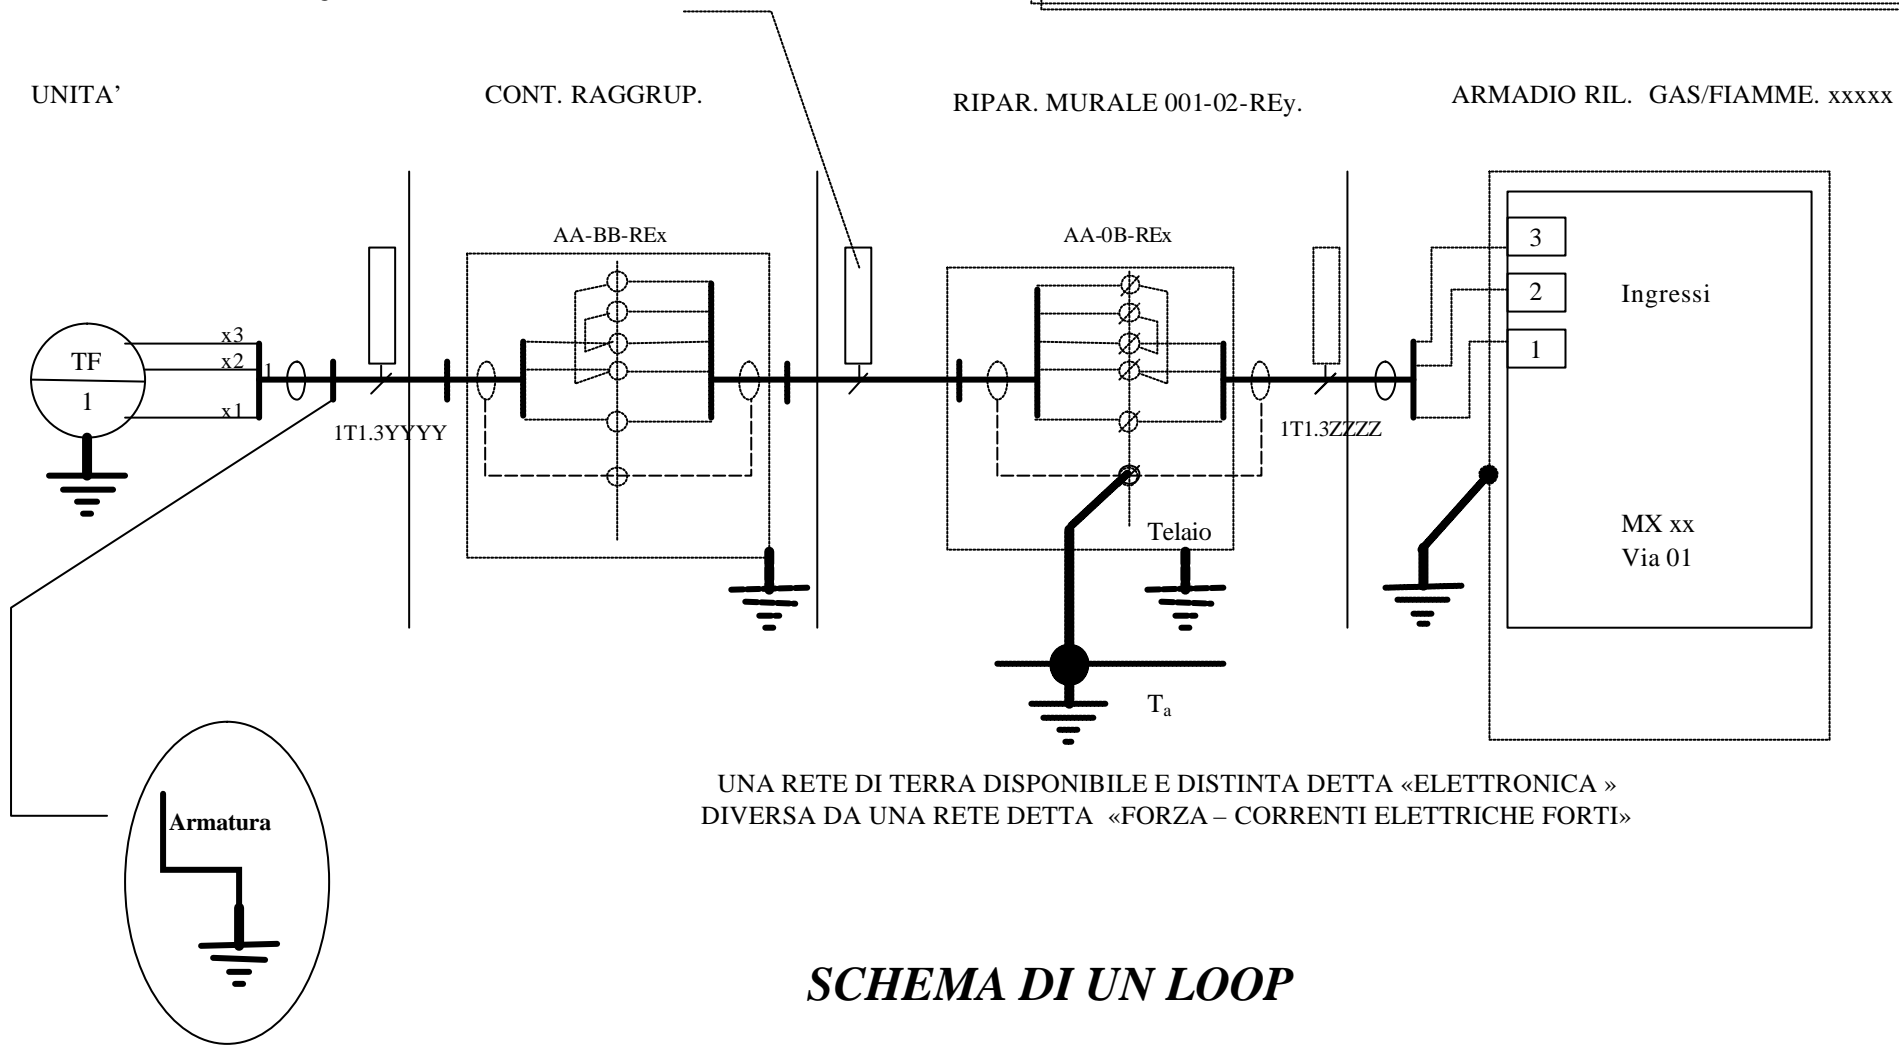 UNITA’
CONT. RAGGRUP.
RIPAR. MURALE 001-02-REy.
ARMADIO RIL. GAS/FIAMME. xxxxx
AA-BB-REx
AA-0B-REx
3
2
1
Ingressi
TF
1
x3
x2
1
x1
1T1.3YYYY
1T1.3ZZZZ
Telaio
MX xx
Via 01
Ta
UNA RETE DI TERRA DISPONIBILE E DISTINTA DETTA «ELETTRONICA »
DIVERSA DA UNA RETE DETTA «FORZA – CORRENTI ELETTRICHE FORTI»
Armatura
SCHEMA DI UN LOOP